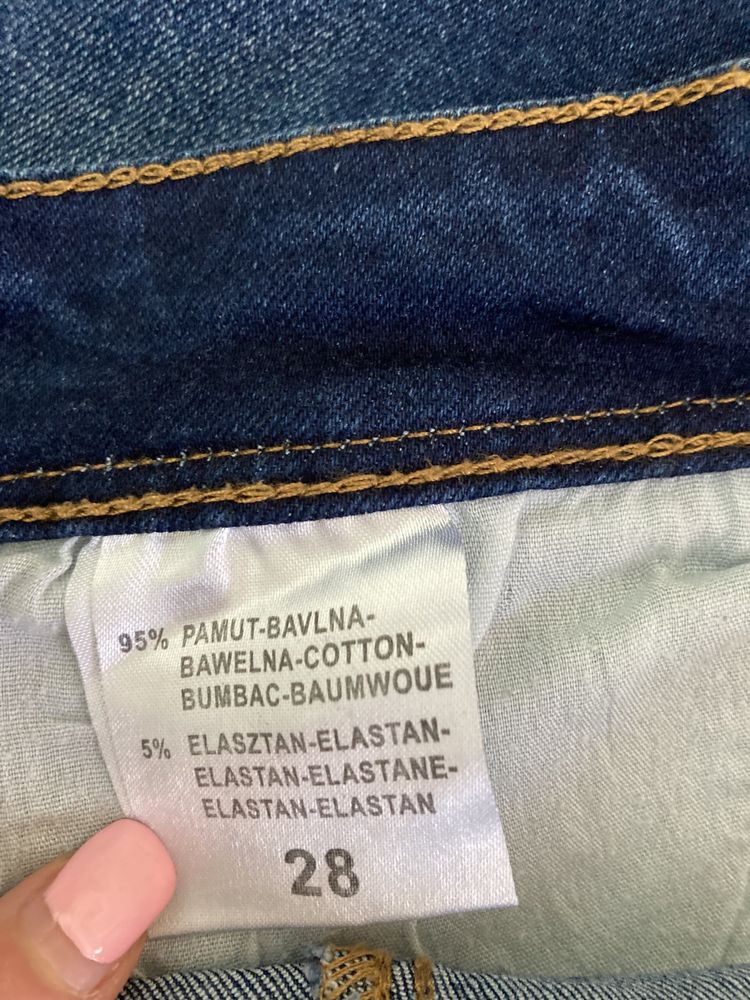 95% PAMUT-BAVLNA-
BAWELNA-COTTON-
BUMBAC-BAUMWOUE
5% ELASZTAN-ELASTAN-
ELASTAN-ELASTANE-
ELASTAN-ELASTAN
28